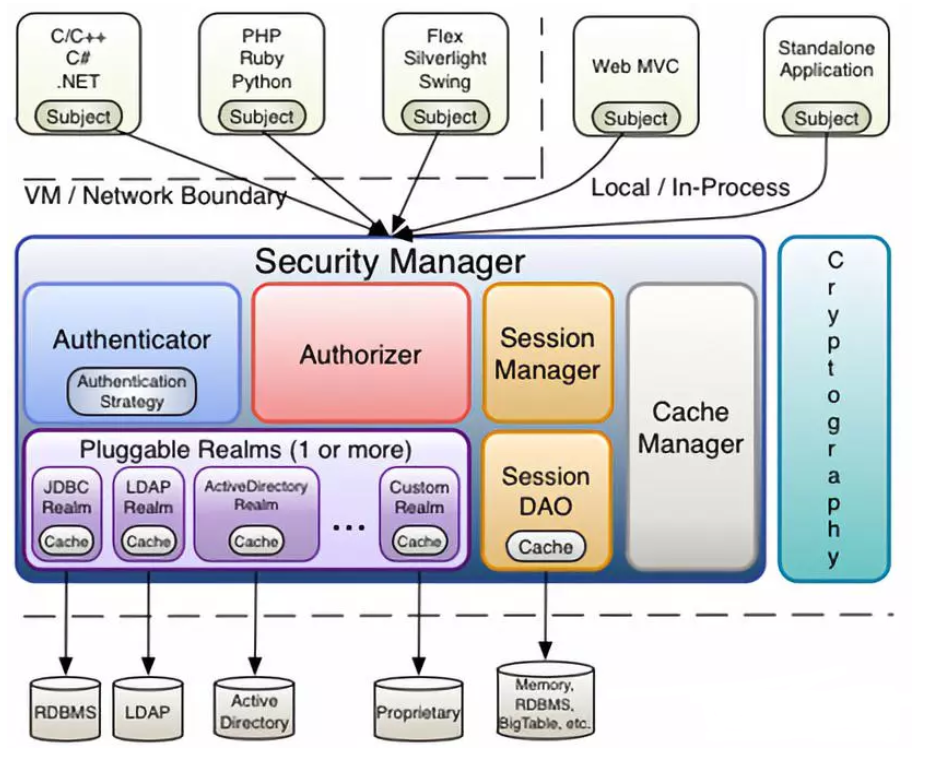 C/C++
C#
.NET
Subject
PHP
Ruby
Python
Subject
Flex
Silverlight
Swing
Subject
Web MVC
Subject
Standalone
Application
Subject
VM / Network Boundary
Local / In-Process
Security Manager
Authenticator
Authentication
Strategy
Authorizer
Session
Manager
Cache
Manager
Cryptography
Pluggable Realms (1 or more)
JDBC
Realm
Cache
LDAP
Realm
Cache
ActiveDirectory
Realm
Cache
...
Custom
Realm
Cache
Session
DAO
Cache
RDBMS
LDAP
Active
Directory
Proprietary
Memory,
RDBMS,
BigTable, etc.